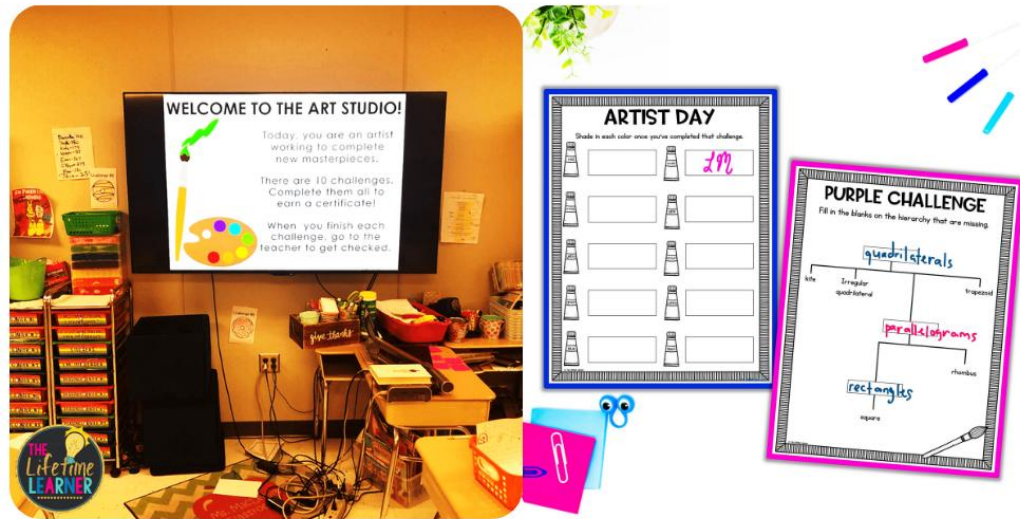 WELCOME TO THE ART STUDIO!
Today, you are an artist
working to complete
new masterpieces.
There are 10 challenges.
Complete them all to
earn a certificate!
When you finish each
challenge, go to the
teacher to get checked.
give thanks
THE
Lifetime
LEARNER
ARTIST DAY
Shade in each color once you've completed that challenge.
LM
PURPLE CHALLENGE
Fill in the blanks on the hierarchy that are missing.
quadrilaterals
kite
Irregular
quadrilateral
trapezoid
parallelograms
rhombus
rectangles
square